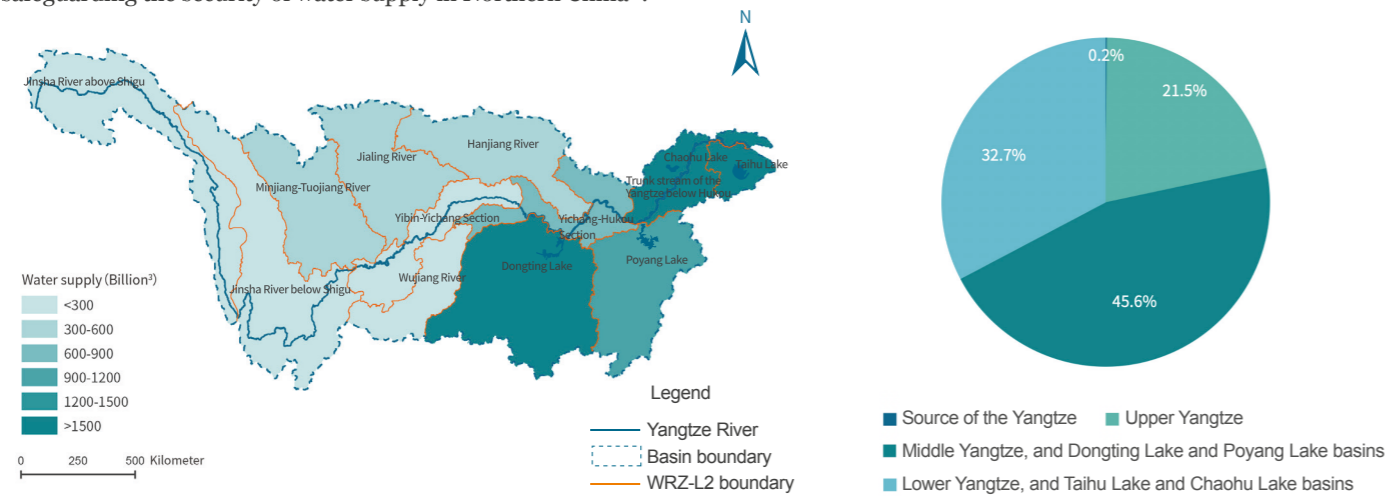 safeguarding the security of water supply in Northern China
N
Jinsha River above Shigu
Hanjiang River
Jialing River
Chaohu Lake
Taihu Lake
Minjiang-Tuojiang River
Trunk stream of the
Yangtze below Hukou
Yibin-Yichang Section
Yichang-Hukou
Section
Dongting Lake
Poyang Lake
Wujiang River
Jinsha River below Shigu
Water supply (Billion³)
<300
300-600
600-900
900-1200
1200-1500
>1500
0 250 500 Kilometer
Legend
Yangtze River
Basin boundary
WRZ-L2 boundary
0.2%
21.5%
32.7%
45.6%
Source of the Yangtze
Upper Yangtze
Middle Yangtze, and Dongting Lake and Poyang Lake basins
Lower Yangtze, and Taihu Lake and Chaohu Lake basins